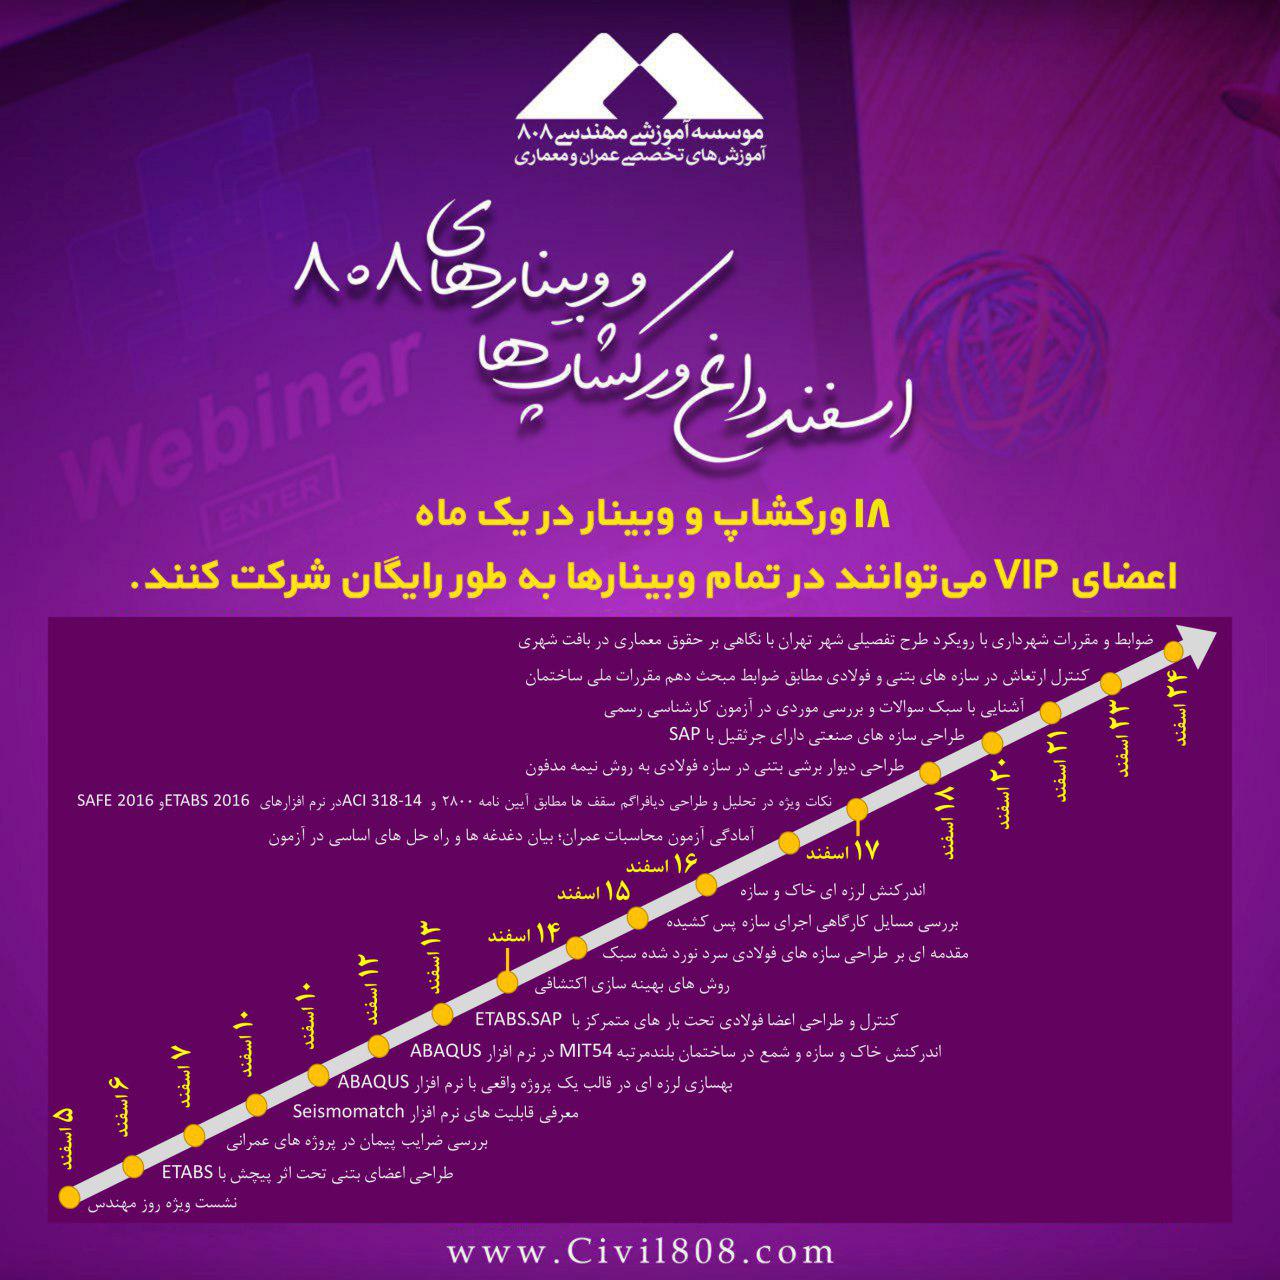 موسسه آموزشی مهندسی ۸۰۸
آموزش های تخصصی عمران و معماری
اسفند داغ ورکشاپ‌ها
و وبینارهای ۸۰۸
Webinar
ENTER
۱۸ ورکشاپ و وبینار در یک ماه
اعضای VIP می‌توانند در تمام وبینارها به طور رایگان شرکت کنند.
ضوابط و مقررات شهرداری با رویکرد طرح تفصیلی شهر تهران با نگاهی بر حقوق معماری در بافت شهری
۲۴ اسفند
کنترل ارتعاش در سازه های بتنی و فولادی مطابق ضوابط مبحث دهم مقررات ملی ساختمان
۲۳ اسفند
آشنایی با سبک سوالات و بررسی موردی در آزمون کارشناسی رسمی
۲۱ اسفند
طراحی سازه های صنعتی دارای جرثقیل با SAP
۲۰ اسفند
طراحی دیوار برشی بتنی در سازه فولادی به روش نیمه مدفون
۱۸ اسفند
نکات ویژه در تحلیل و طراحی دیافراگم سقف ها مطابق آیین نامه ۲۸۰۰ و ACI 318-14در نرم افزارهای ETABS 2016و SAFE 2016
۱۷ اسفند
آمادگی آزمون محاسبات عمران؛ بیان دغدغه ها و راه حل های اساسی در آزمون
۱۶ اسفند
اندرکنش لرزه ای خاک و سازه
۱۵ اسفند
بررسی مسایل کارگاهی اجرای سازه پس کشیده
۱۴ اسفند
مقدمه ای بر طراحی سازه های فولادی سرد نورد شده سبک
روش های بهینه سازی اکتشافی
۱۳ اسفند
کنترل و طراحی اعضا فولادی تحت بار های متمرکز با ETABS،SAP
۱۲ اسفند
اندرکنش خاک و سازه و شمع در ساختمان بلندمرتبه MIT54 در نرم افزار ABAQUS
۱۰ اسفند
بهسازی لرزه ای در قالب یک پروژه واقعی با نرم افزار ABAQUS
۱۰ اسفند
معرفی قابلیت های نرم افزار Seismomatch
۷ اسفند
بررسی ضرایب پیمان در پروژه های عمرانی
۶ اسفند
طراحی اعضای بتنی تحت اثر پیچش با ETABS
۵ اسفند
نشست ویژه روز مهندس
www.Civil808.com